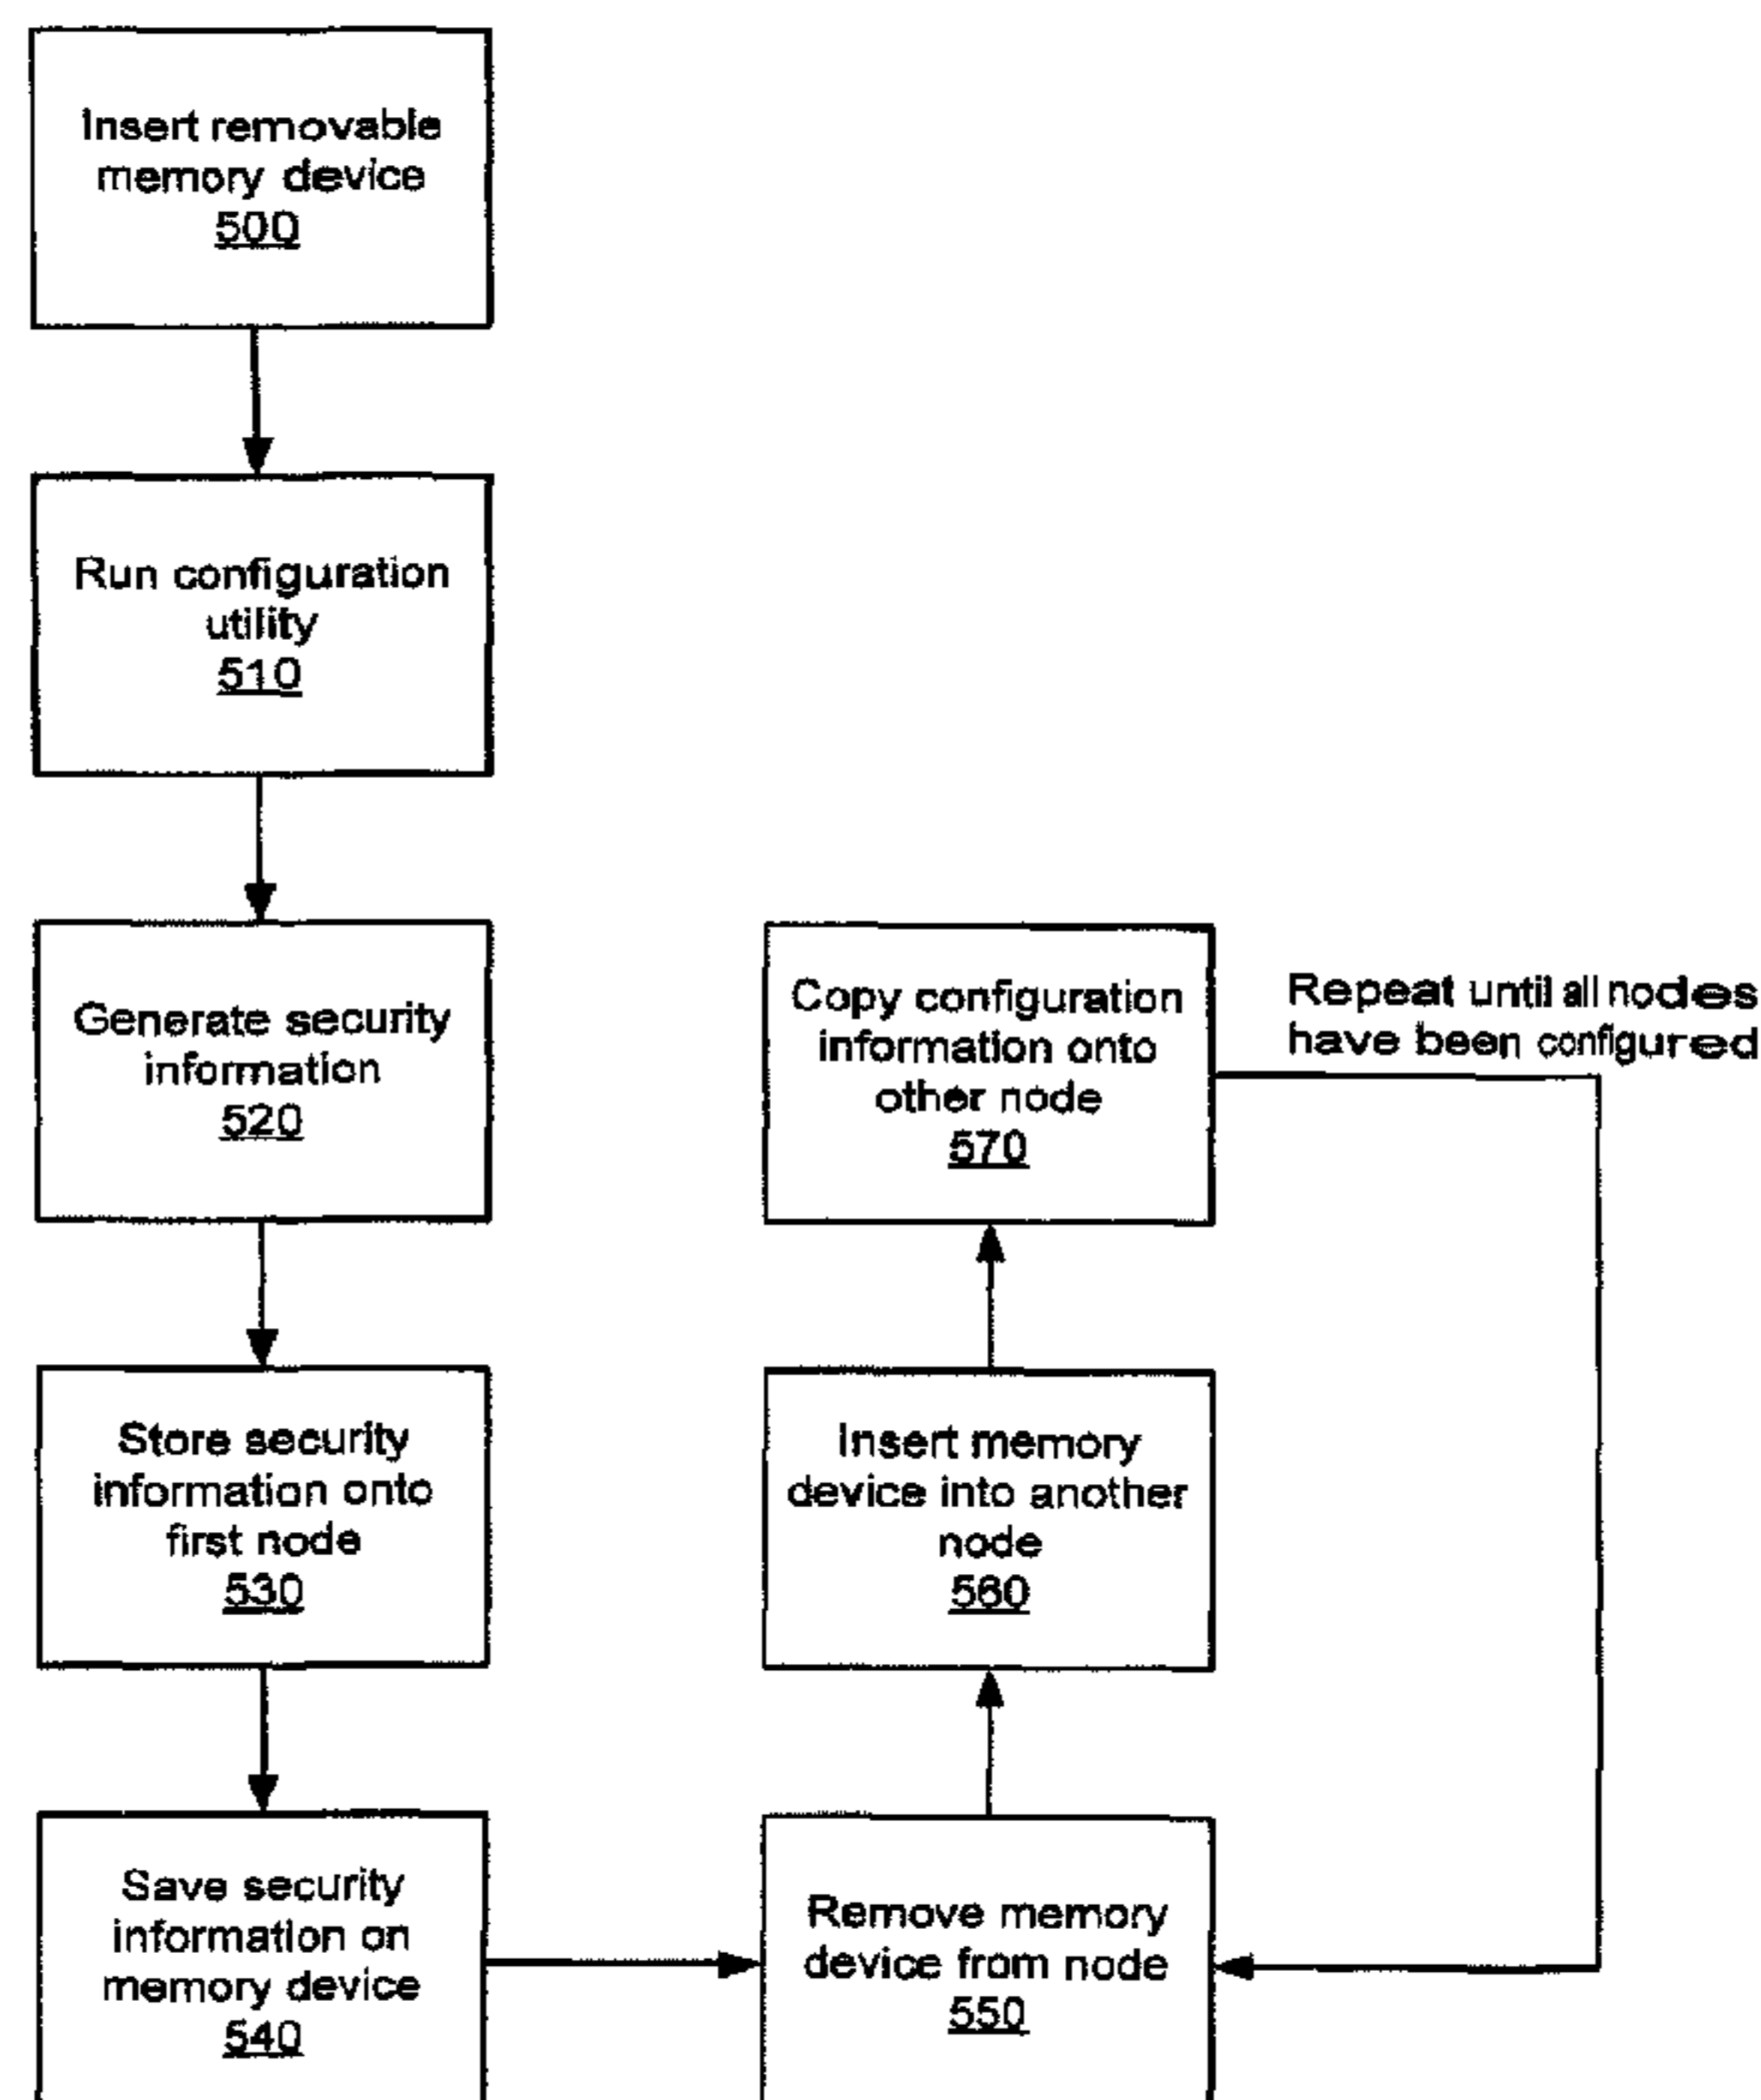 Insert removable
memory device
500
Run configuration
utility
510
Generate security
information
520
Store security
information onto
first node
530
Save security
information on
memory device
540
Remove memory
device from node
550
Insert memory
device into another
node
560
Copy configuration
information onto
other node
570
Repeat until all nodes
have been configured